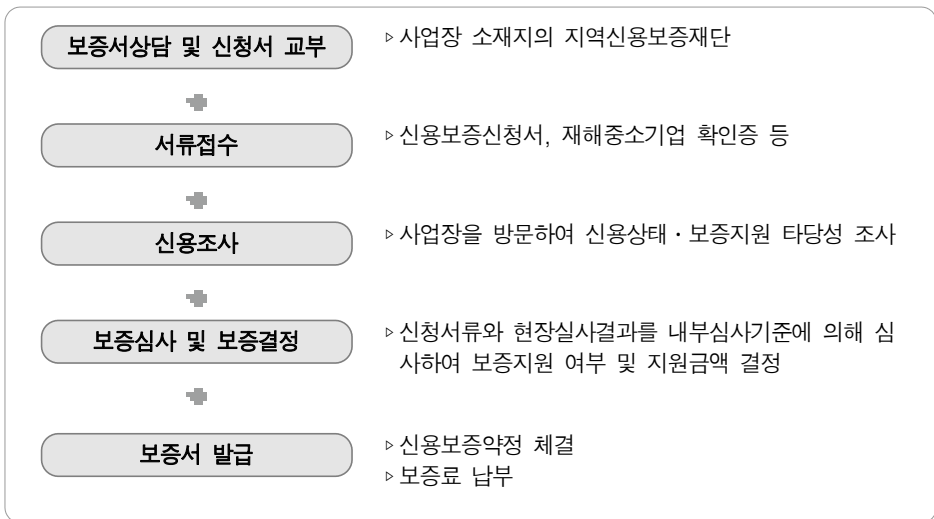 보증서상담 및 신청서 교부
▹사업장 소재지의 지역신용보증재단
서류접수
▹신용보증신청서, 재해중소기업 확인증 등
신용조사
▹사업장을 방문하여 신용상태・보증지원 타당성 조사
보증심사 및 보증결정
▹신청서류와 현장실사결과를 내부심사기준에 의해 심
사하여 보증지원 여부 및 지원금액 결정
보증서 발급
▹신용보증약정 체결
▹보증료 납부